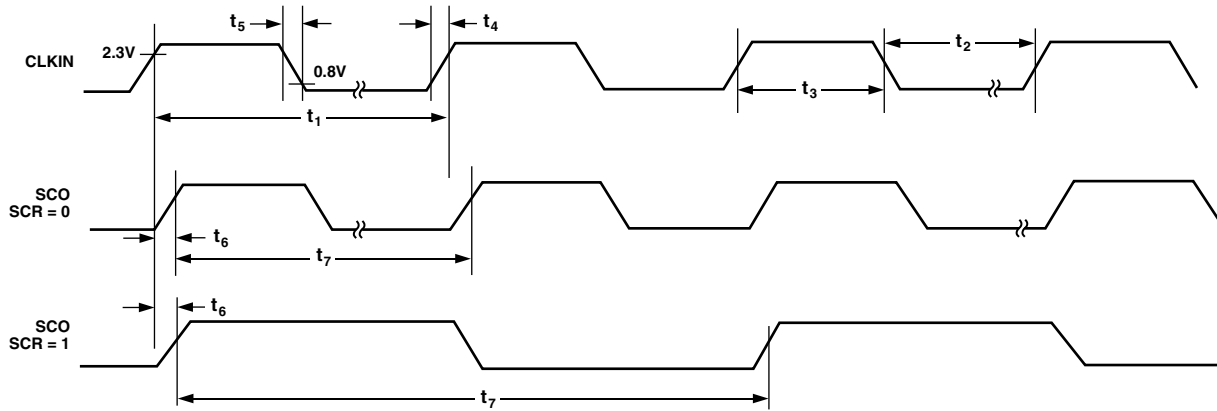 t5
t4
2.3V
CLKIN
0.8V
t2
t3
t1
SCO
SCR = 0
t6
t7
t6
SCO
SCR = 1
t7